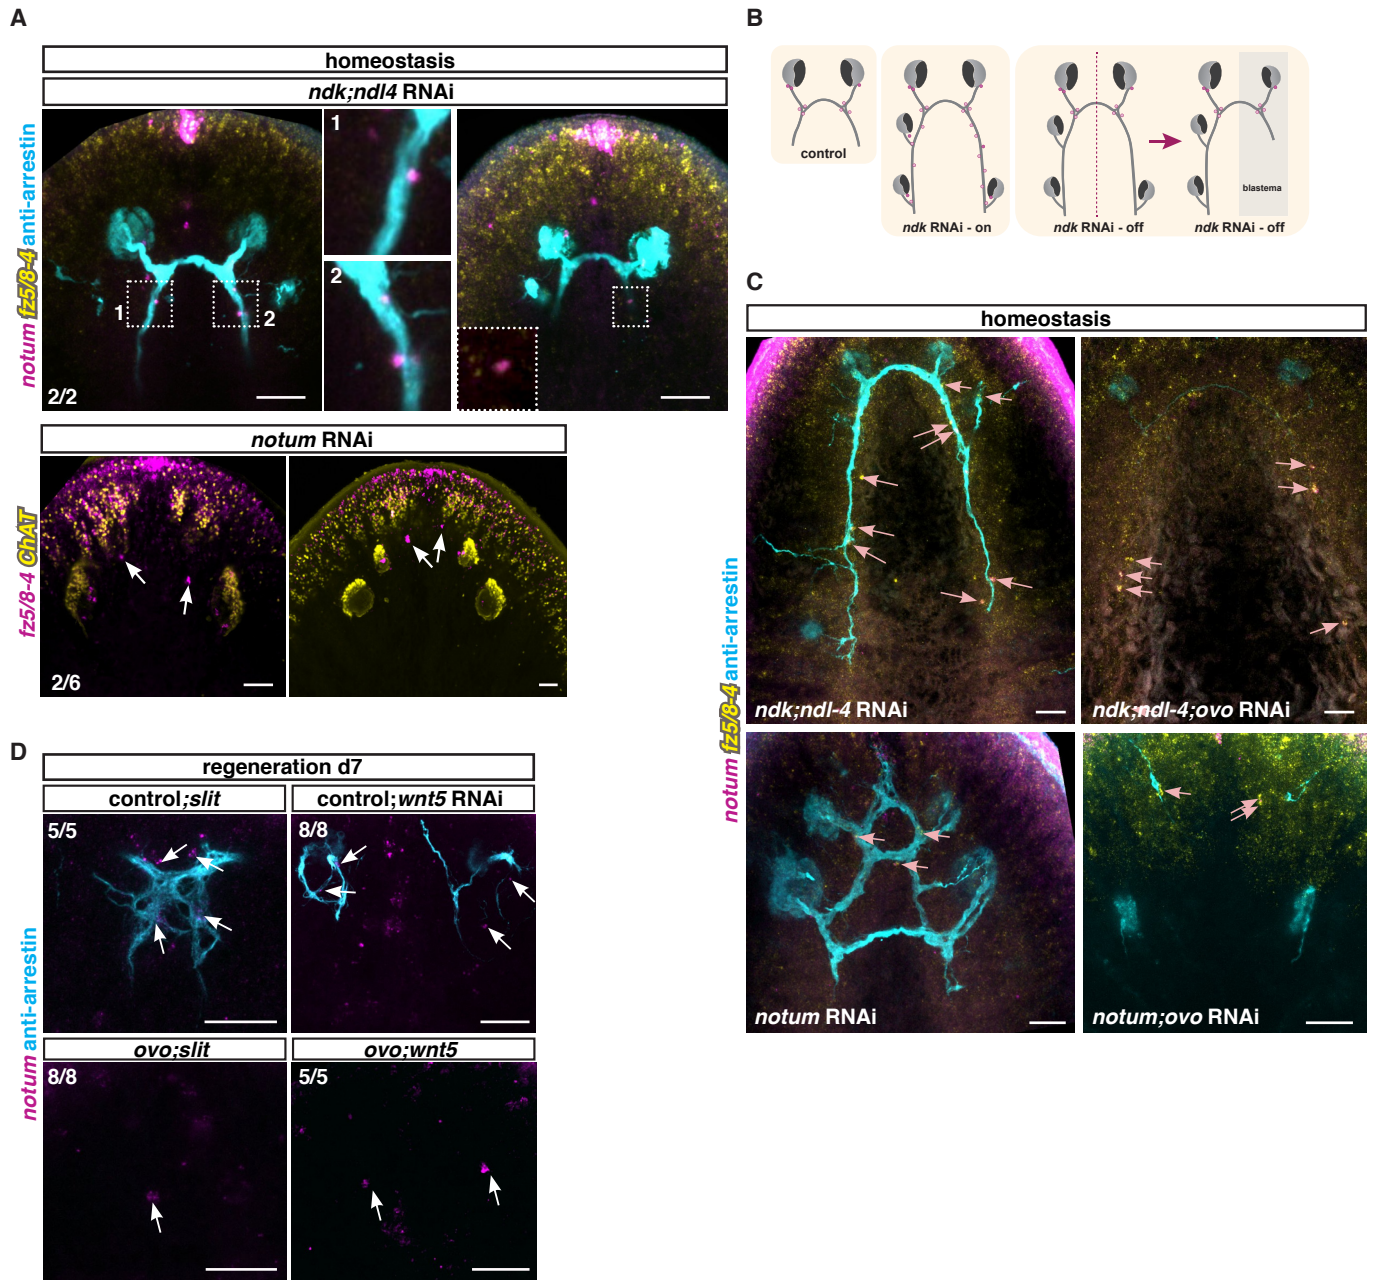 A
homeostasis
ndk;ndl4 RNAi
notum fz5/8-4 anti-arrestin
1
2
2/2
1
2
notum RNAi
fz5/8-4 ChAT
2/6
B
control
ndk RNAi - on
ndk RNAi - off
blastema
ndk RNAi - off
C
homeostasis
notum fz5/8-4 anti-arrestin
ndk;ndl-4 RNAi
ndk;ndl-4;ovo RNAi
notum RNAi
notum;ovo RNAi
D
regeneration d7
control;slit
control;wnt5 RNAi
notum anti-arrestin
5/5
8/8
ovo;slit
ovo;wnt5
8/8
5/5